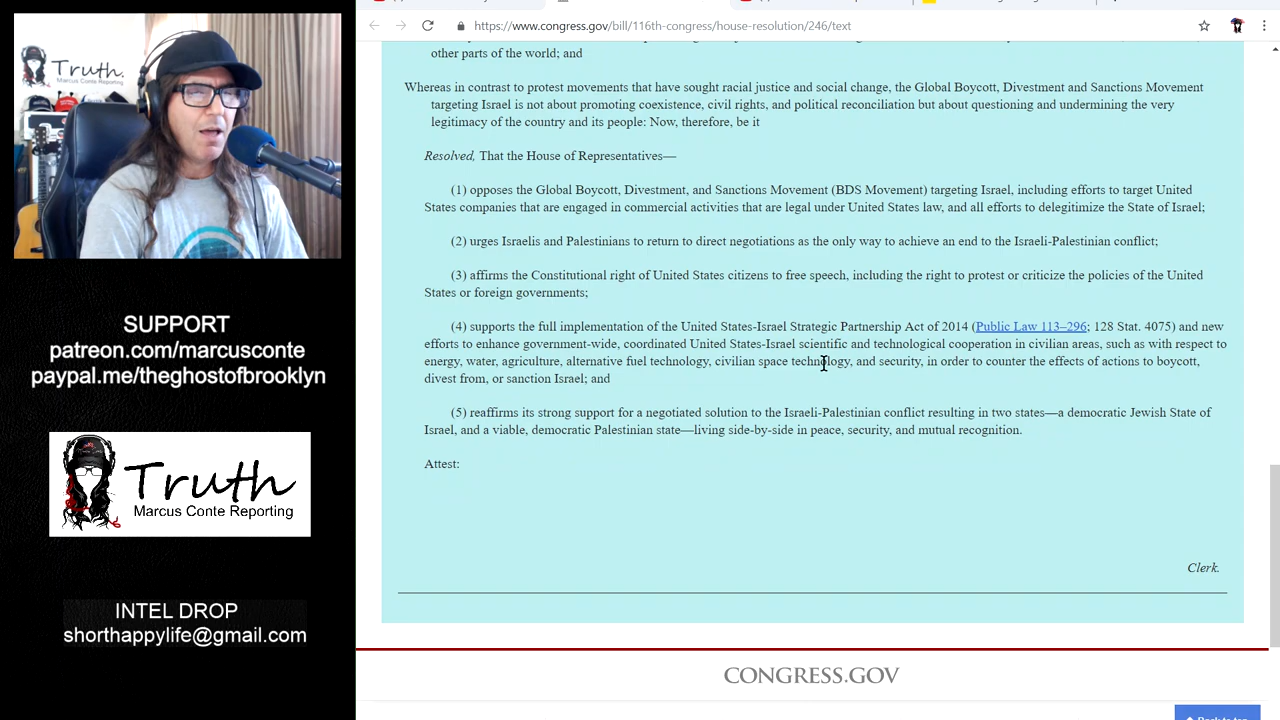 Truth.
Marcus Conte Reporting
SUPPORT
patreon.com/marcusconte
paypal.me/theghostofbrooklyn
Truth
Marcus Conte Reporting
INTEL DROP
shorthappylife@gmail.com
https://www.congress.gov/bill/116th-congress/house-resolution/246/text
other parts of the world; and
Whereas in contrast to protest movements that have sought racial justice and social change, the Global Boycott, Divestment and Sanctions Movement
targeting Israel is not about promoting coexistence, civil rights, and political reconciliation but about questioning and undermining the very
legitimacy of the country and its people: Now, therefore, be it
Resolved, That the House of Representatives—
(1) opposes the Global Boycott, Divestment, and Sanctions Movement (BDS Movement) targeting Israel, including efforts to target United
States companies that are engaged in commercial activities that are legal under United States law, and all efforts to delegitimize the State of Israel;
(2) urges Israelis and Palestinians to return to direct negotiations as the only way to achieve an end to the Israeli-Palestinian conflict;
(3) affirms the Constitutional right of United States citizens to free speech, including the right to protest or criticize the policies of the United
States or foreign governments;
(4) supports the full implementation of the United States-Israel Strategic Partnership Act of 2014 (Public Law 113–296; 128 Stat. 4075) and new
efforts to enhance government-wide, coordinated United States-Israel scientific and technological cooperation in civilian areas, such as with respect to
energy, water, agriculture, alternative fuel technology, civilian space technology, and security, in order to counter the effects of actions to boycott,
divest from, or sanction Israel; and
(5) reaffirms its strong support for a negotiated solution to the Israeli-Palestinian conflict resulting in two states—a democratic Jewish State of
Israel, and a viable, democratic Palestinian state—living side-by-side in peace, security, and mutual recognition.
Attest:
Clerk.
CONGRESS.GOV
Back to top